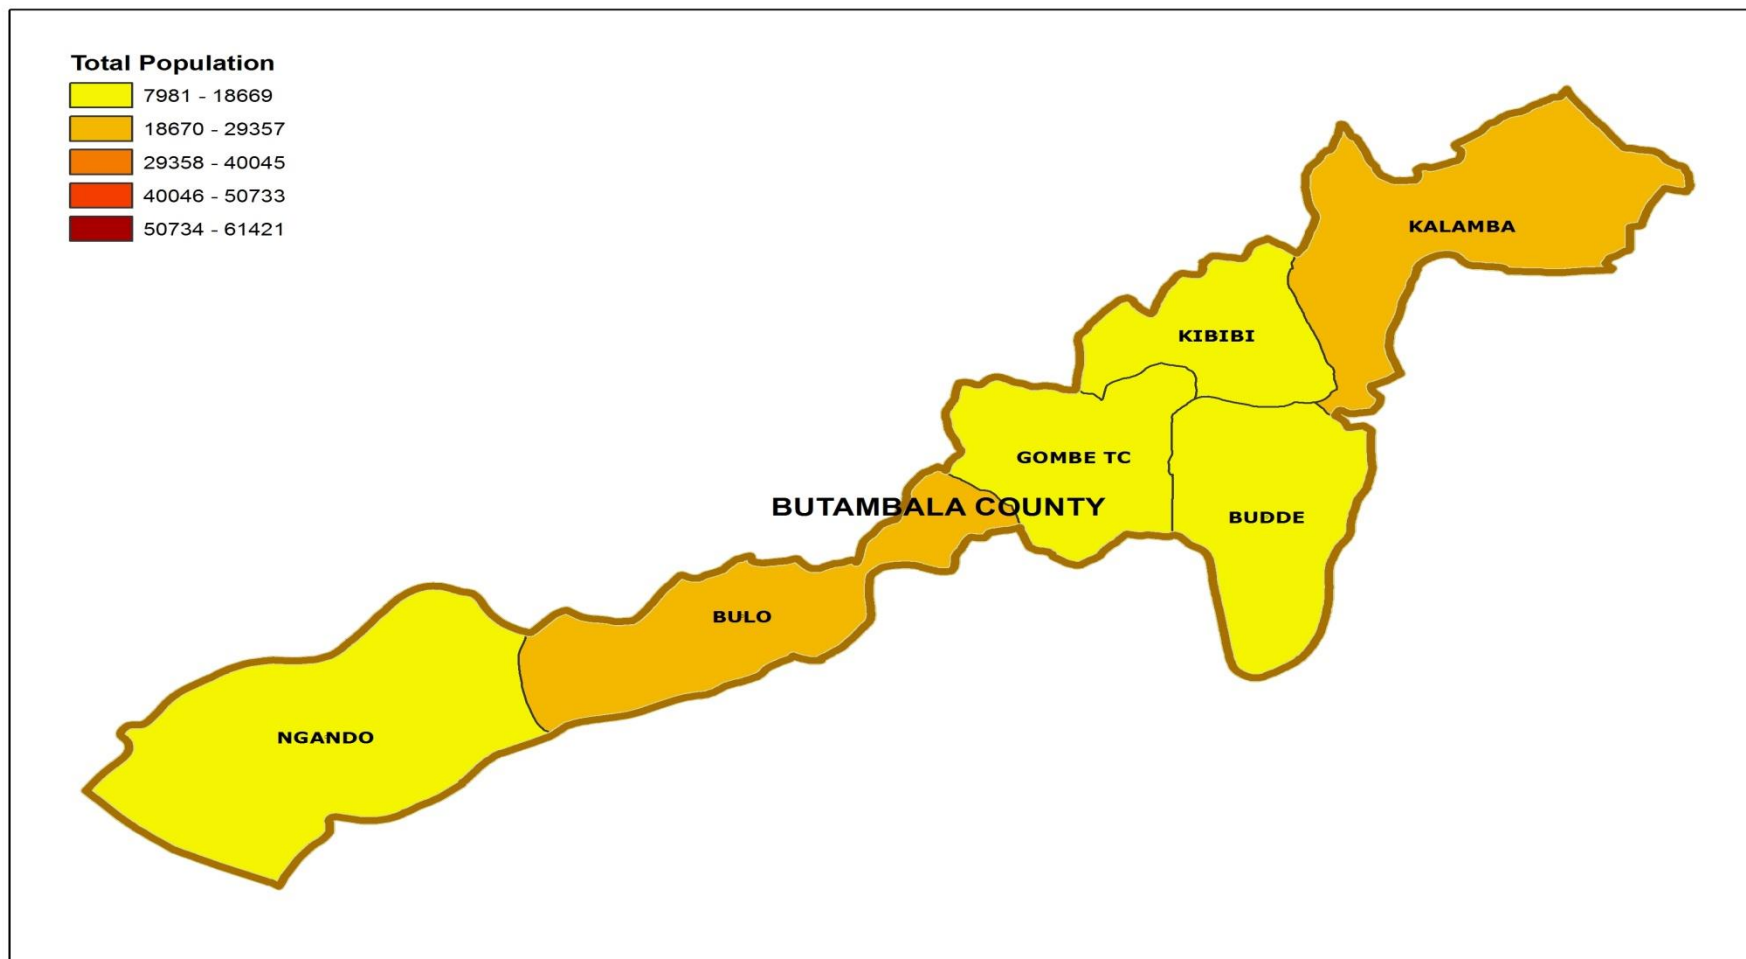 Total Population
7981 - 18669
18670 - 29357
29358 - 40045
40046 - 50733
50734 - 61421
KALAMBA
KIBIBI
GOMBE TC
BUTAMBALA COUNTY
BUDDE
BULO
NGANDO